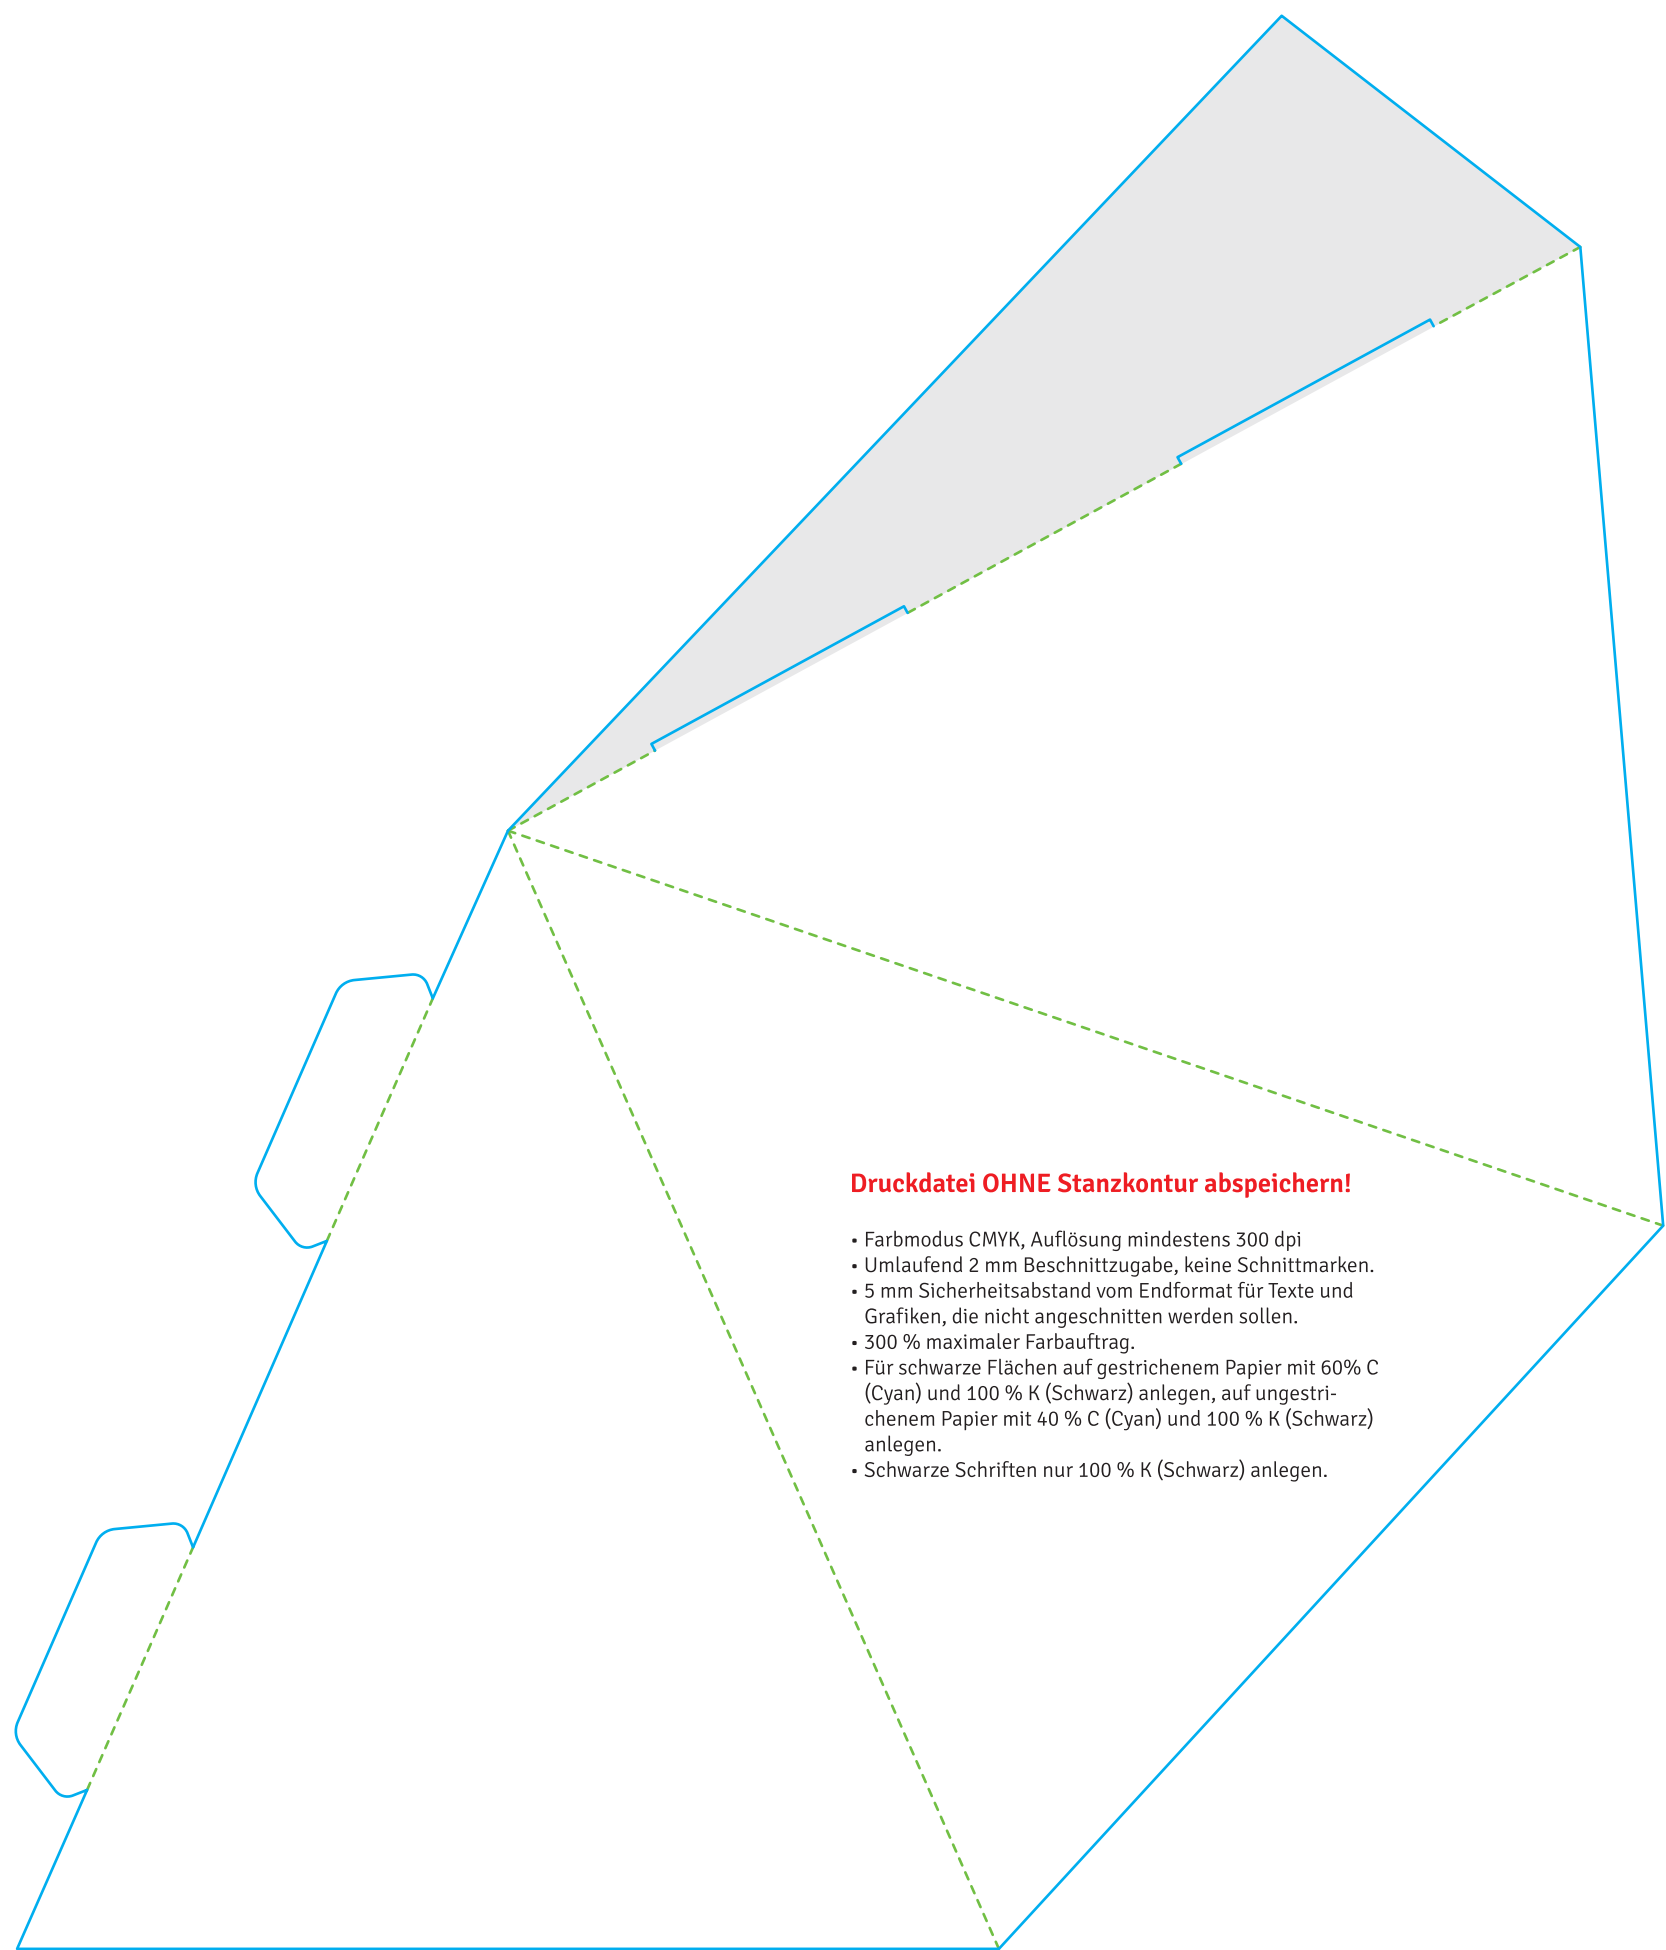 Druckdatei OHNE Stanzkontur abspeichern!
• Farbmodus CMYK, Auflösung mindestens 300 dpi
• Umlaufend 2 mm Beschnittzugabe, keine Schnittmarken.
• 5 mm Sicherheitsabstand vom Endformat für Texte und
Grafiken, die nicht angeschnitten werden sollen.
• 300 % maximaler Farbauftrag.
• Für schwarze Flächen auf gestrichenem Papier mit 60% C
(Cyan) und 100 % K (Schwarz) anlegen, auf ungestri-
chenem Papier mit 40 % C (Cyan) und 100 % K (Schwarz)
anlegen.
• Schwarze Schriften nur 100 % K (Schwarz) anlegen.